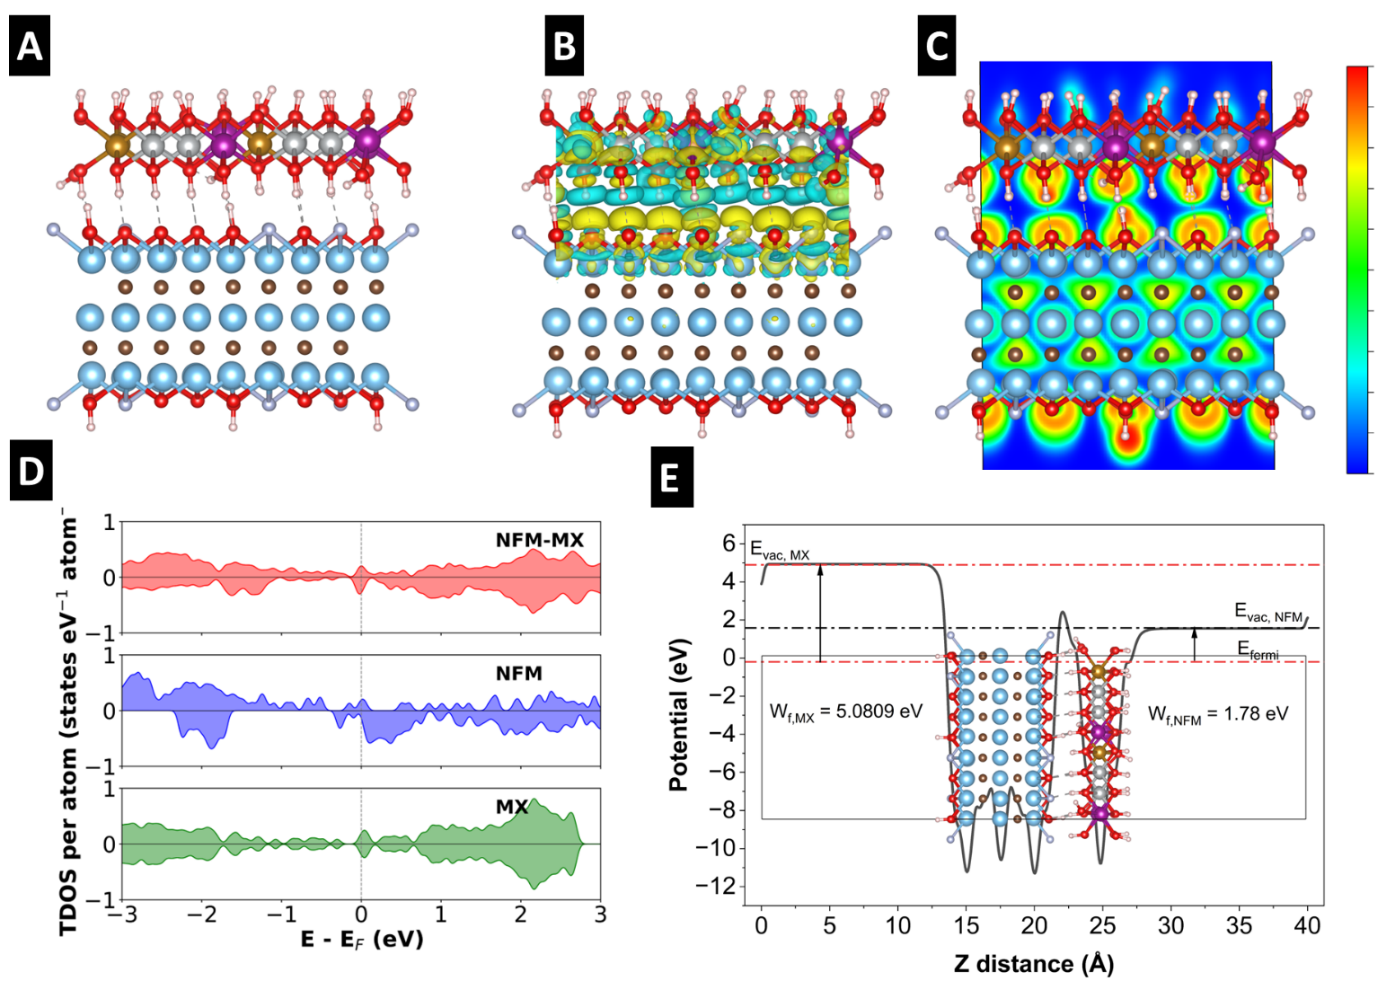 A
B
C
D
TDOS per atom (states eV⁻¹ atom⁻
1
0
−1
NFM-MX
1
0
−1
NFM
1
0
−1
MX
−3 −2 −1 0 1 2 3
E - E_F (eV)
E
Potential (eV)
6
4
2
0
−2
−4
−6
−8
−10
−12
E_vac, MX
E_vac, NFM
E_fermi
W_f,MX = 5.0809 eV
W_f,NFM = 1.78 eV
0 5 10 15 20 25 30 35 40
Z distance (Å)